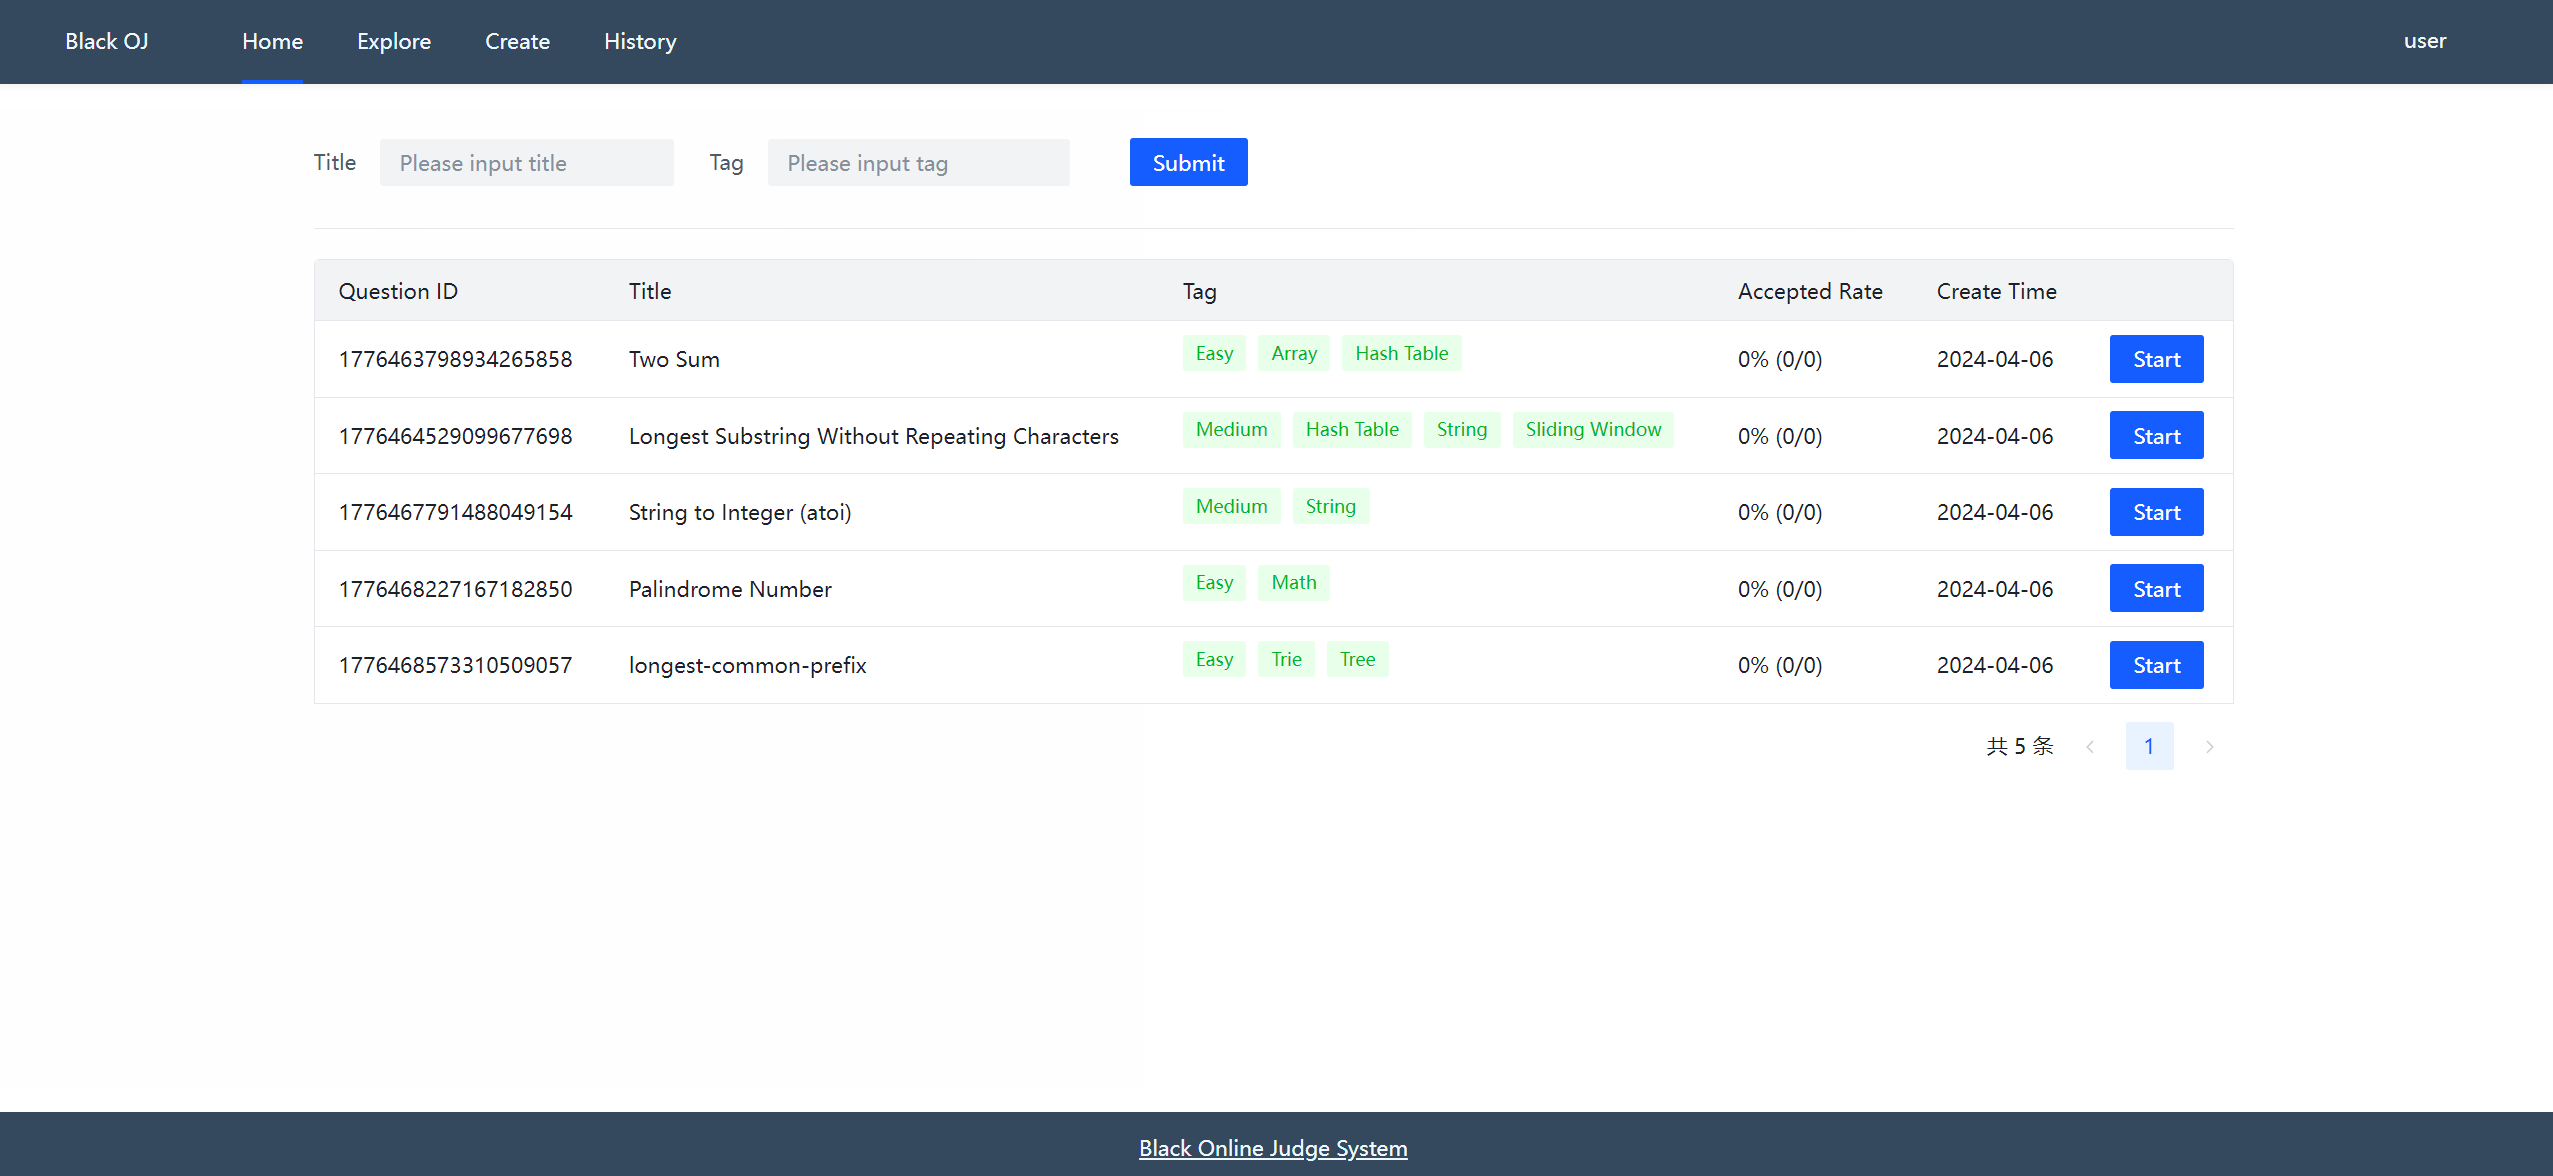 Black OJ Home Explore Create History user
Title Please input title Tag Please input tag Submit
Question ID Title Tag Accepted Rate Create Time
1776463798934265858 Two Sum Easy Array Hash Table 0% (0/0) 2024-04-06 Start
1776464529099677698 Longest Substring Without Repeating Characters Medium Hash Table String Sliding Window 0% (0/0) 2024-04-06 Start
1776467791488049154 String to Integer (atoi) Medium String 0% (0/0) 2024-04-06 Start
1776468227167182850 Palindrome Number Easy Math 0% (0/0) 2024-04-06 Start
1776468573310509057 longest-common-prefix Easy Trie Tree 0% (0/0) 2024-04-06 Start
共 5 条 1
Black Online Judge System